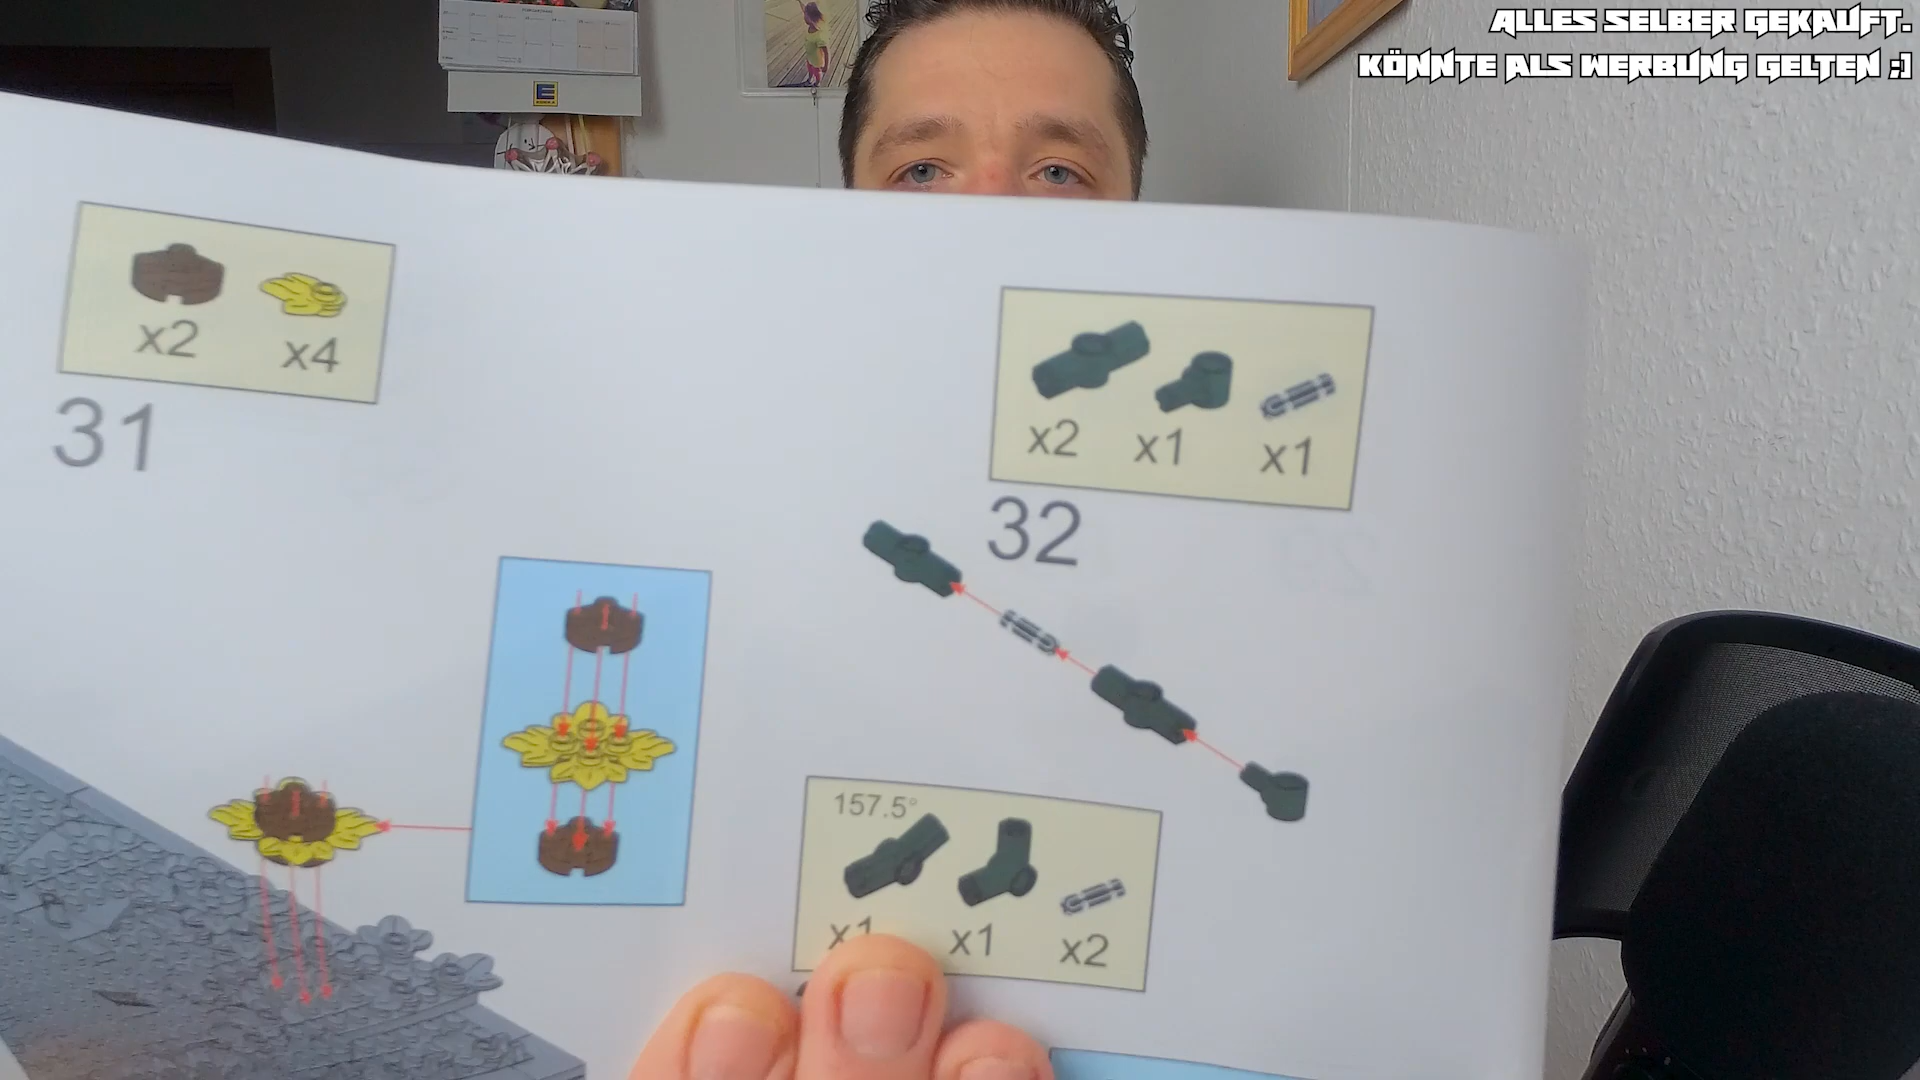 ALLES SELBER GEKAUFT.
KÖNNTE ALS WERBUNG GELTEN ;)
x2 x4
31
x2 x1 x1
32
157.5°
x1 x1 x2